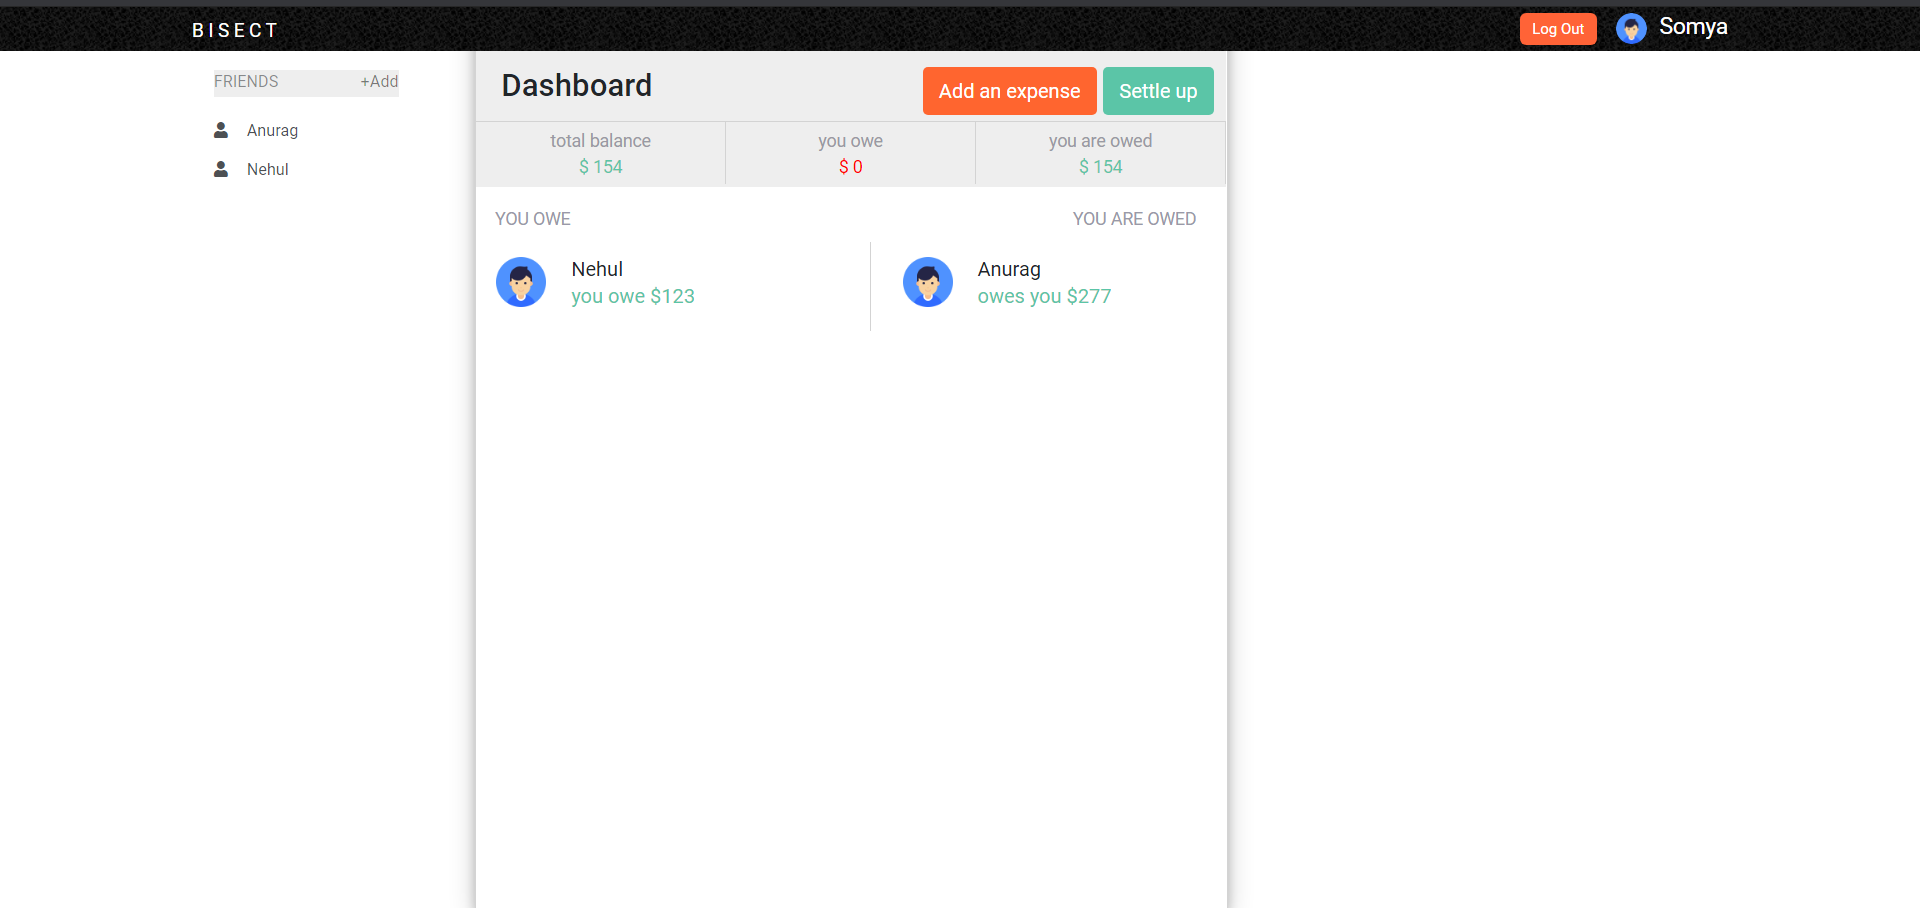 BISECT
Log Out
Somya
FRIENDS +Add
Anurag
Nehul
Dashboard
Add an expense
Settle up
total balance
$ 154
you owe
$ 0
you are owed
$ 154
YOU OWE
YOU ARE OWED
Nehul
you owe $123
Anurag
owes you $277